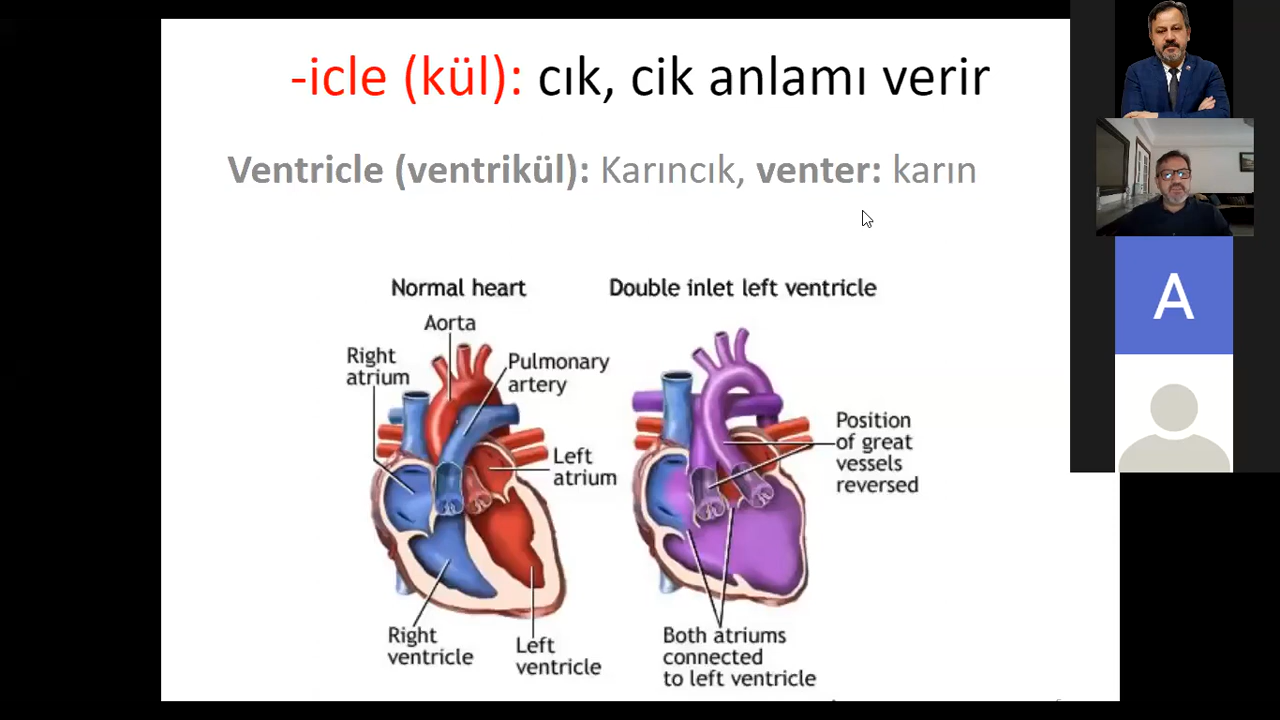 -icle (kül): cık, cik anlamı verir
Ventricle (ventrikül): Karıncık, venter: karın
Normal heart
Aorta
Right
atrium
Pulmonary
artery
Left
atrium
Right
ventricle
Left
ventricle
Double inlet left ventricle
Position
of great
vessels
reversed
Both atriums
connected
to left ventricle
A